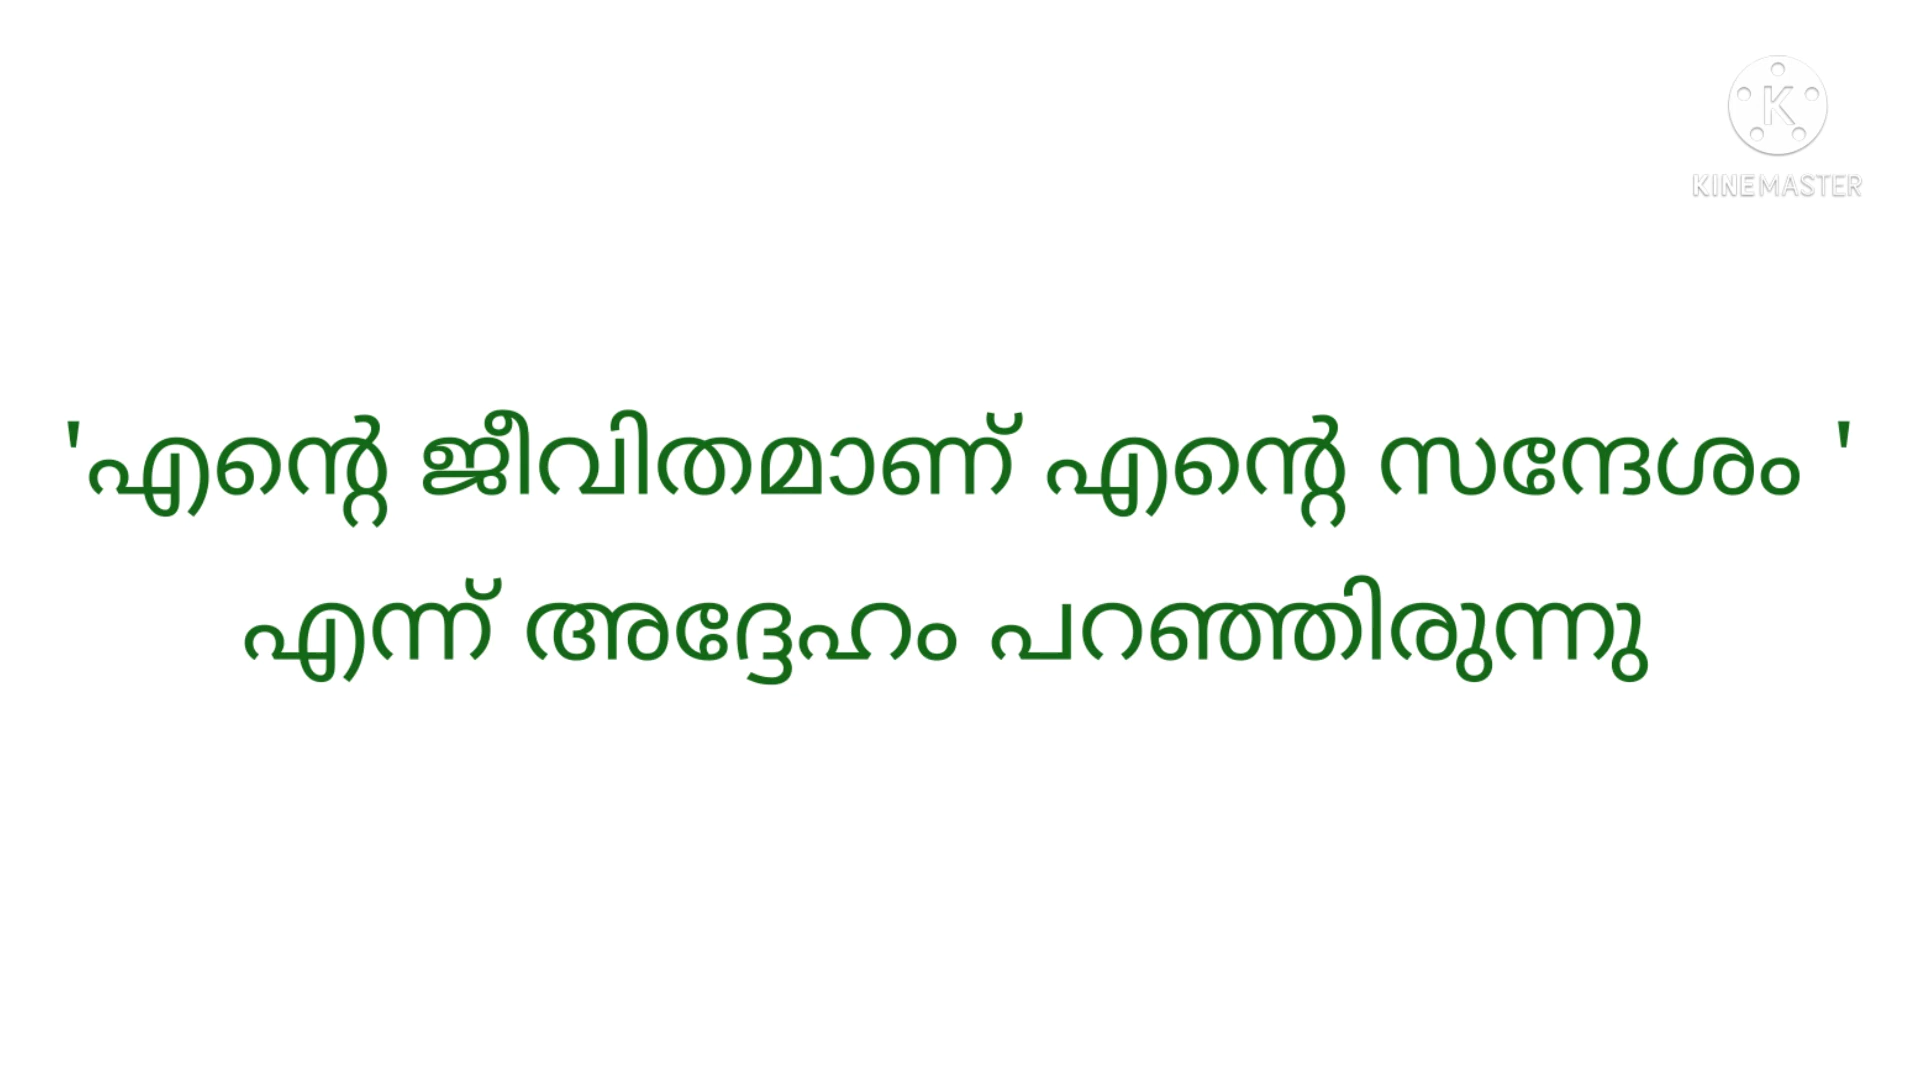 KINEMASTER
'എന്റെ ജീവിതമാണ് എന്റെ സന്ദേശം '
എന്ന് അദ്ദേഹം പറഞ്ഞിരുന്നു